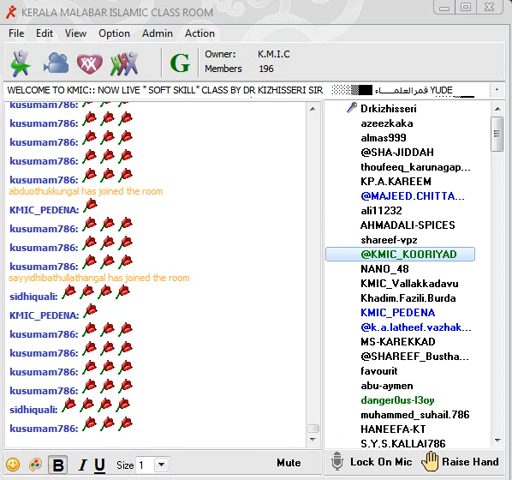 KERALA MALABAR ISLAMIC CLASS ROOM
File Edit View Option Admin Action
G Owner: K.M.I.C
Members 196
WELCOME TO KMIC:: NOW LIVE " SOFT SKILL" CLASS BY DR KIZHISSERI SIR YUDE
kusumam786:
kusumam786:
kusumam786:
kusumam786:
kusumam786:
abduothukkungal has joined the room
KMIC_PEDENA:
kusumam786:
kusumam786:
kusumam786:
sayyidhibathullathangal has joined the room
sidhiquali:
KMIC_PEDENA:
kusumam786:
kusumam786:
kusumam786:
kusumam786:
sidhiquali:
kusumam786:
Drkizhisseri
azeezkaka
almas999
@SHA-JIDDAH
thoufeeq_karunagap...
KP.A.KAREEM
@MAJEED.CHITTA...
ali11232
AHMADALI-SPICES
shareef-vpz
@KMIC_KOORIYAD
NANO_48
KMIC_Vallakkadavu
Khadim.Fazili.Burda
KMIC_PEDENA
@k.a.latheef.vazhak...
MS-KAREKKAD
@SHAREEF_Bustha...
favourit
abu-aymen
danger0us-l3oy
muhammed_suhail.786
HANEEFA-KT
S.Y.S.KALLAI786
B I U Size 1 Mute Lock On Mic Raise Hand